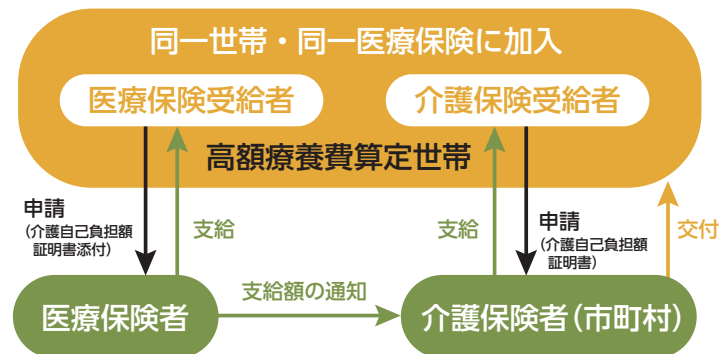 同一世帯・同一医療保険に加入
医療保険受給者
介護保険受給者
高額療養費算定世帯
申請
(介護自己負担額
証明書添付)
支給
支給
申請
(介護自己負担額
証明書)
交付
支給額の通知
医療保険者
介護保険者(市町村)